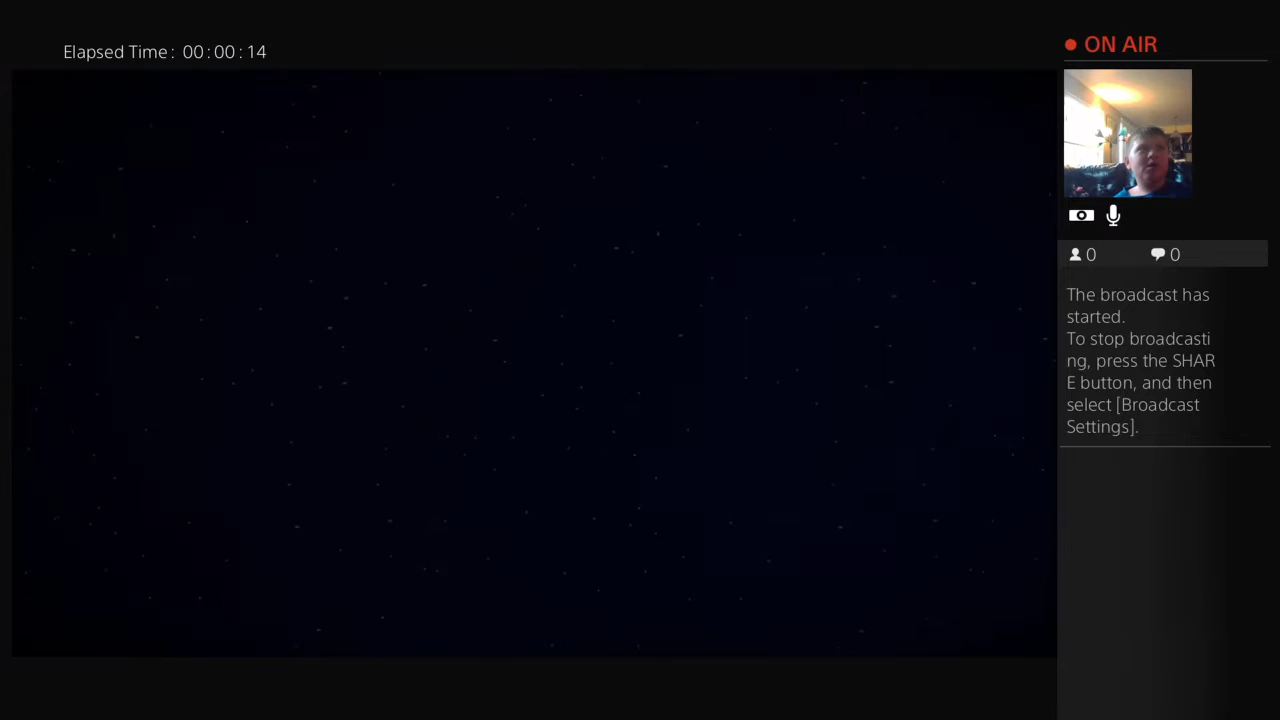 Elapsed Time: 00:00:14
ON AIR
0 0
The broadcast has
started.
To stop broadcasti
ng, press the SHAR
E button, and then
select [Broadcast
Settings].